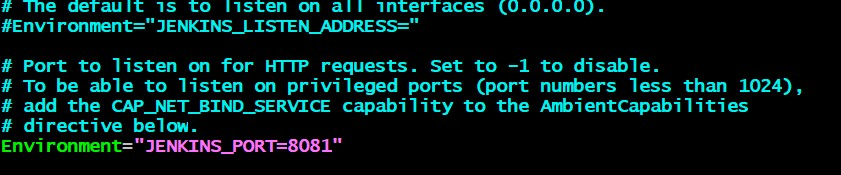 # The default is to listen on all interfaces (0.0.0.0).
#Environment="JENKINS_LISTEN_ADDRESS="
# Port to listen on for HTTP requests. Set to -1 to disable.
# To be able to listen on privileged ports (port numbers less than 1024),
# add the CAP_NET_BIND_SERVICE capability to the AmbientCapabilities
# directive below.
Environment="JENKINS_PORT=8081"